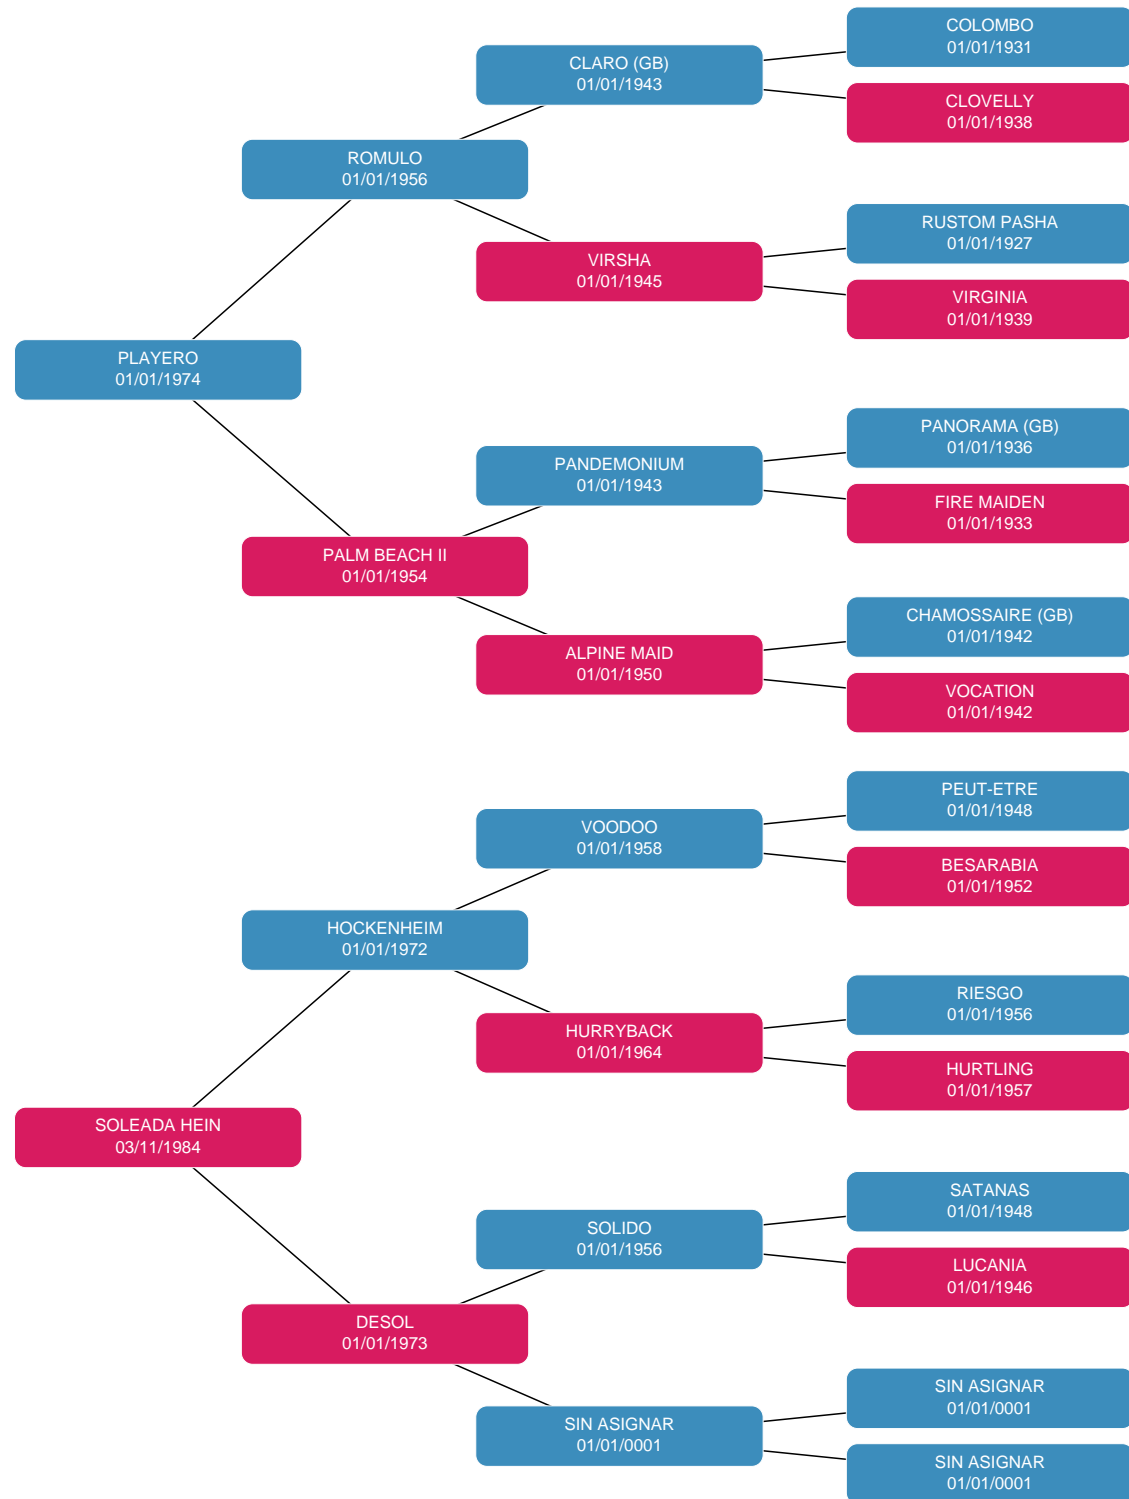 COLOMBO
01/01/1931
CLARO (GB)
01/01/1943
CLOVELLY
01/01/1938
ROMULO
01/01/1956
RUSTOM PASHA
01/01/1927
VIRSHA
01/01/1945
VIRGINIA
01/01/1939
PLAYERO
01/01/1974
PANORAMA (GB)
01/01/1936
PANDEMONIUM
01/01/1943
FIRE MAIDEN
01/01/1933
PALM BEACH II
01/01/1954
CHAMOSSAIRE (GB)
01/01/1942
ALPINE MAID
01/01/1950
VOCATION
01/01/1942
PEUT-ETRE
01/01/1948
VOODOO
01/01/1958
BESARABIA
01/01/1952
HOCKENHEIM
01/01/1972
RIESGO
01/01/1956
HURRYBACK
01/01/1964
HURTLING
01/01/1957
SOLEADA HEIN
03/11/1984
SATANAS
01/01/1948
SOLIDO
01/01/1956
LUCANIA
01/01/1946
DESOL
01/01/1973
SIN ASIGNAR
01/01/0001
SIN ASIGNAR
01/01/0001
SIN ASIGNAR
01/01/0001